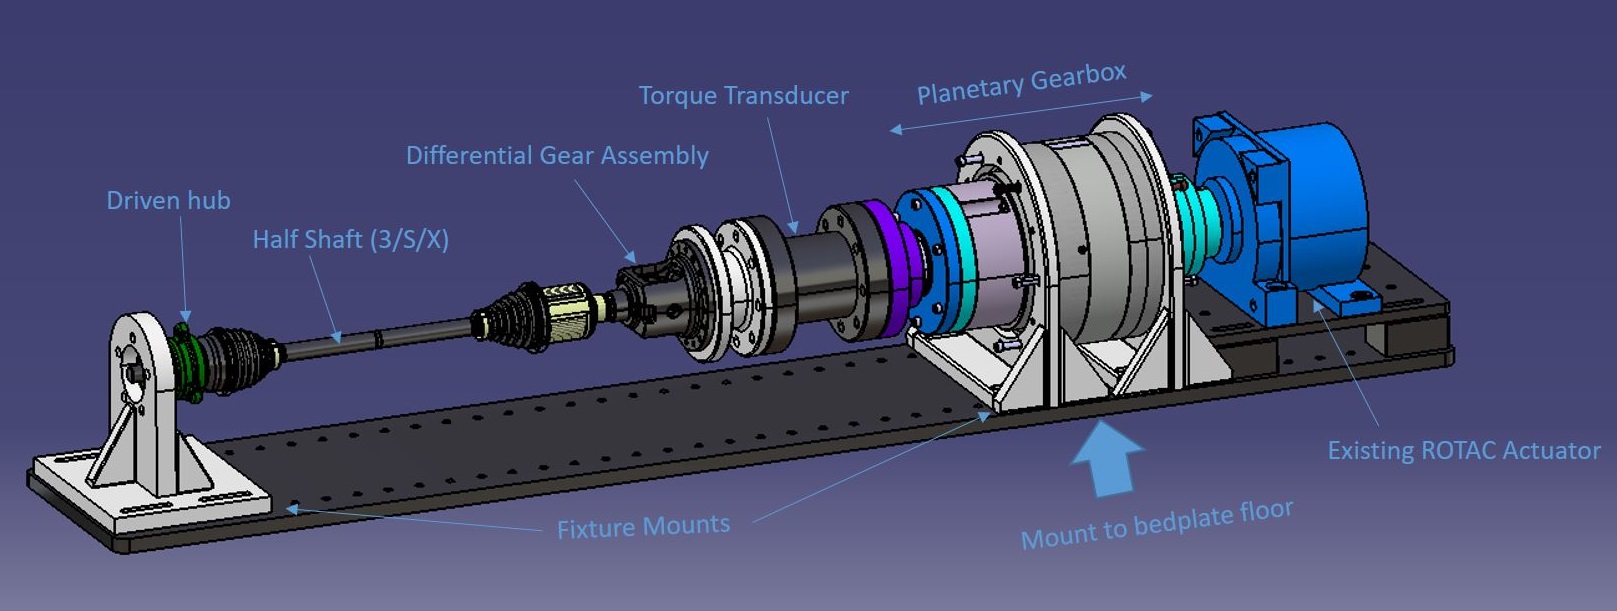 Planetary Gearbox
Torque Transducer
Differential Gear Assembly
Driven hub
Half Shaft (3/S/X)
Existing ROTAC Actuator
Fixture Mounts
Mount to bedplate floor